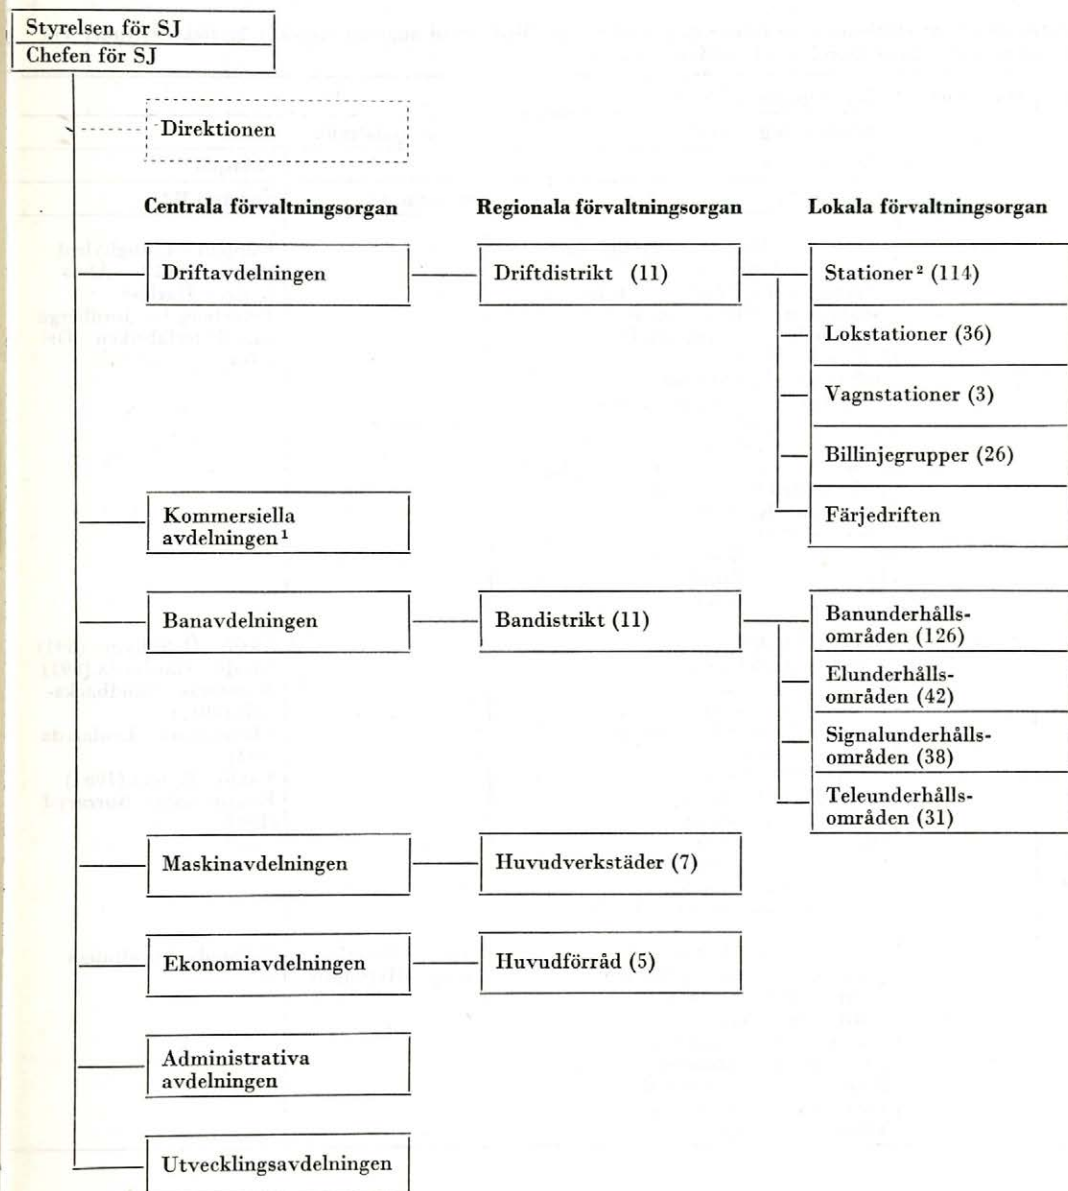 Styrelsen för SJ
Chefen för SJ
Direktionen
Centrala förvaltningsorgan
Regionala förvaltningsorgan
Lokala förvaltningsorgan
Driftavdelningen
Driftdistrikt (11)
Stationer² (114)
Lokstationer (36)
Vagnstationer (3)
Billinjegrupper (26)
Färjedriften
Kommersiella
avdelningen¹
Banavdelningen
Bandistrikt (11)
Banunderhålls-
områden (126)
Elunderhålls-
områden (42)
Signalunderhålls-
områden (38)
Teleunderhålls-
områden (31)
Maskinavdelningen
Huvudverkstäder (7)
Ekonomiavdelningen
Huvudförråd (5)
Administrativa
avdelningen
Utvecklingsavdelningen